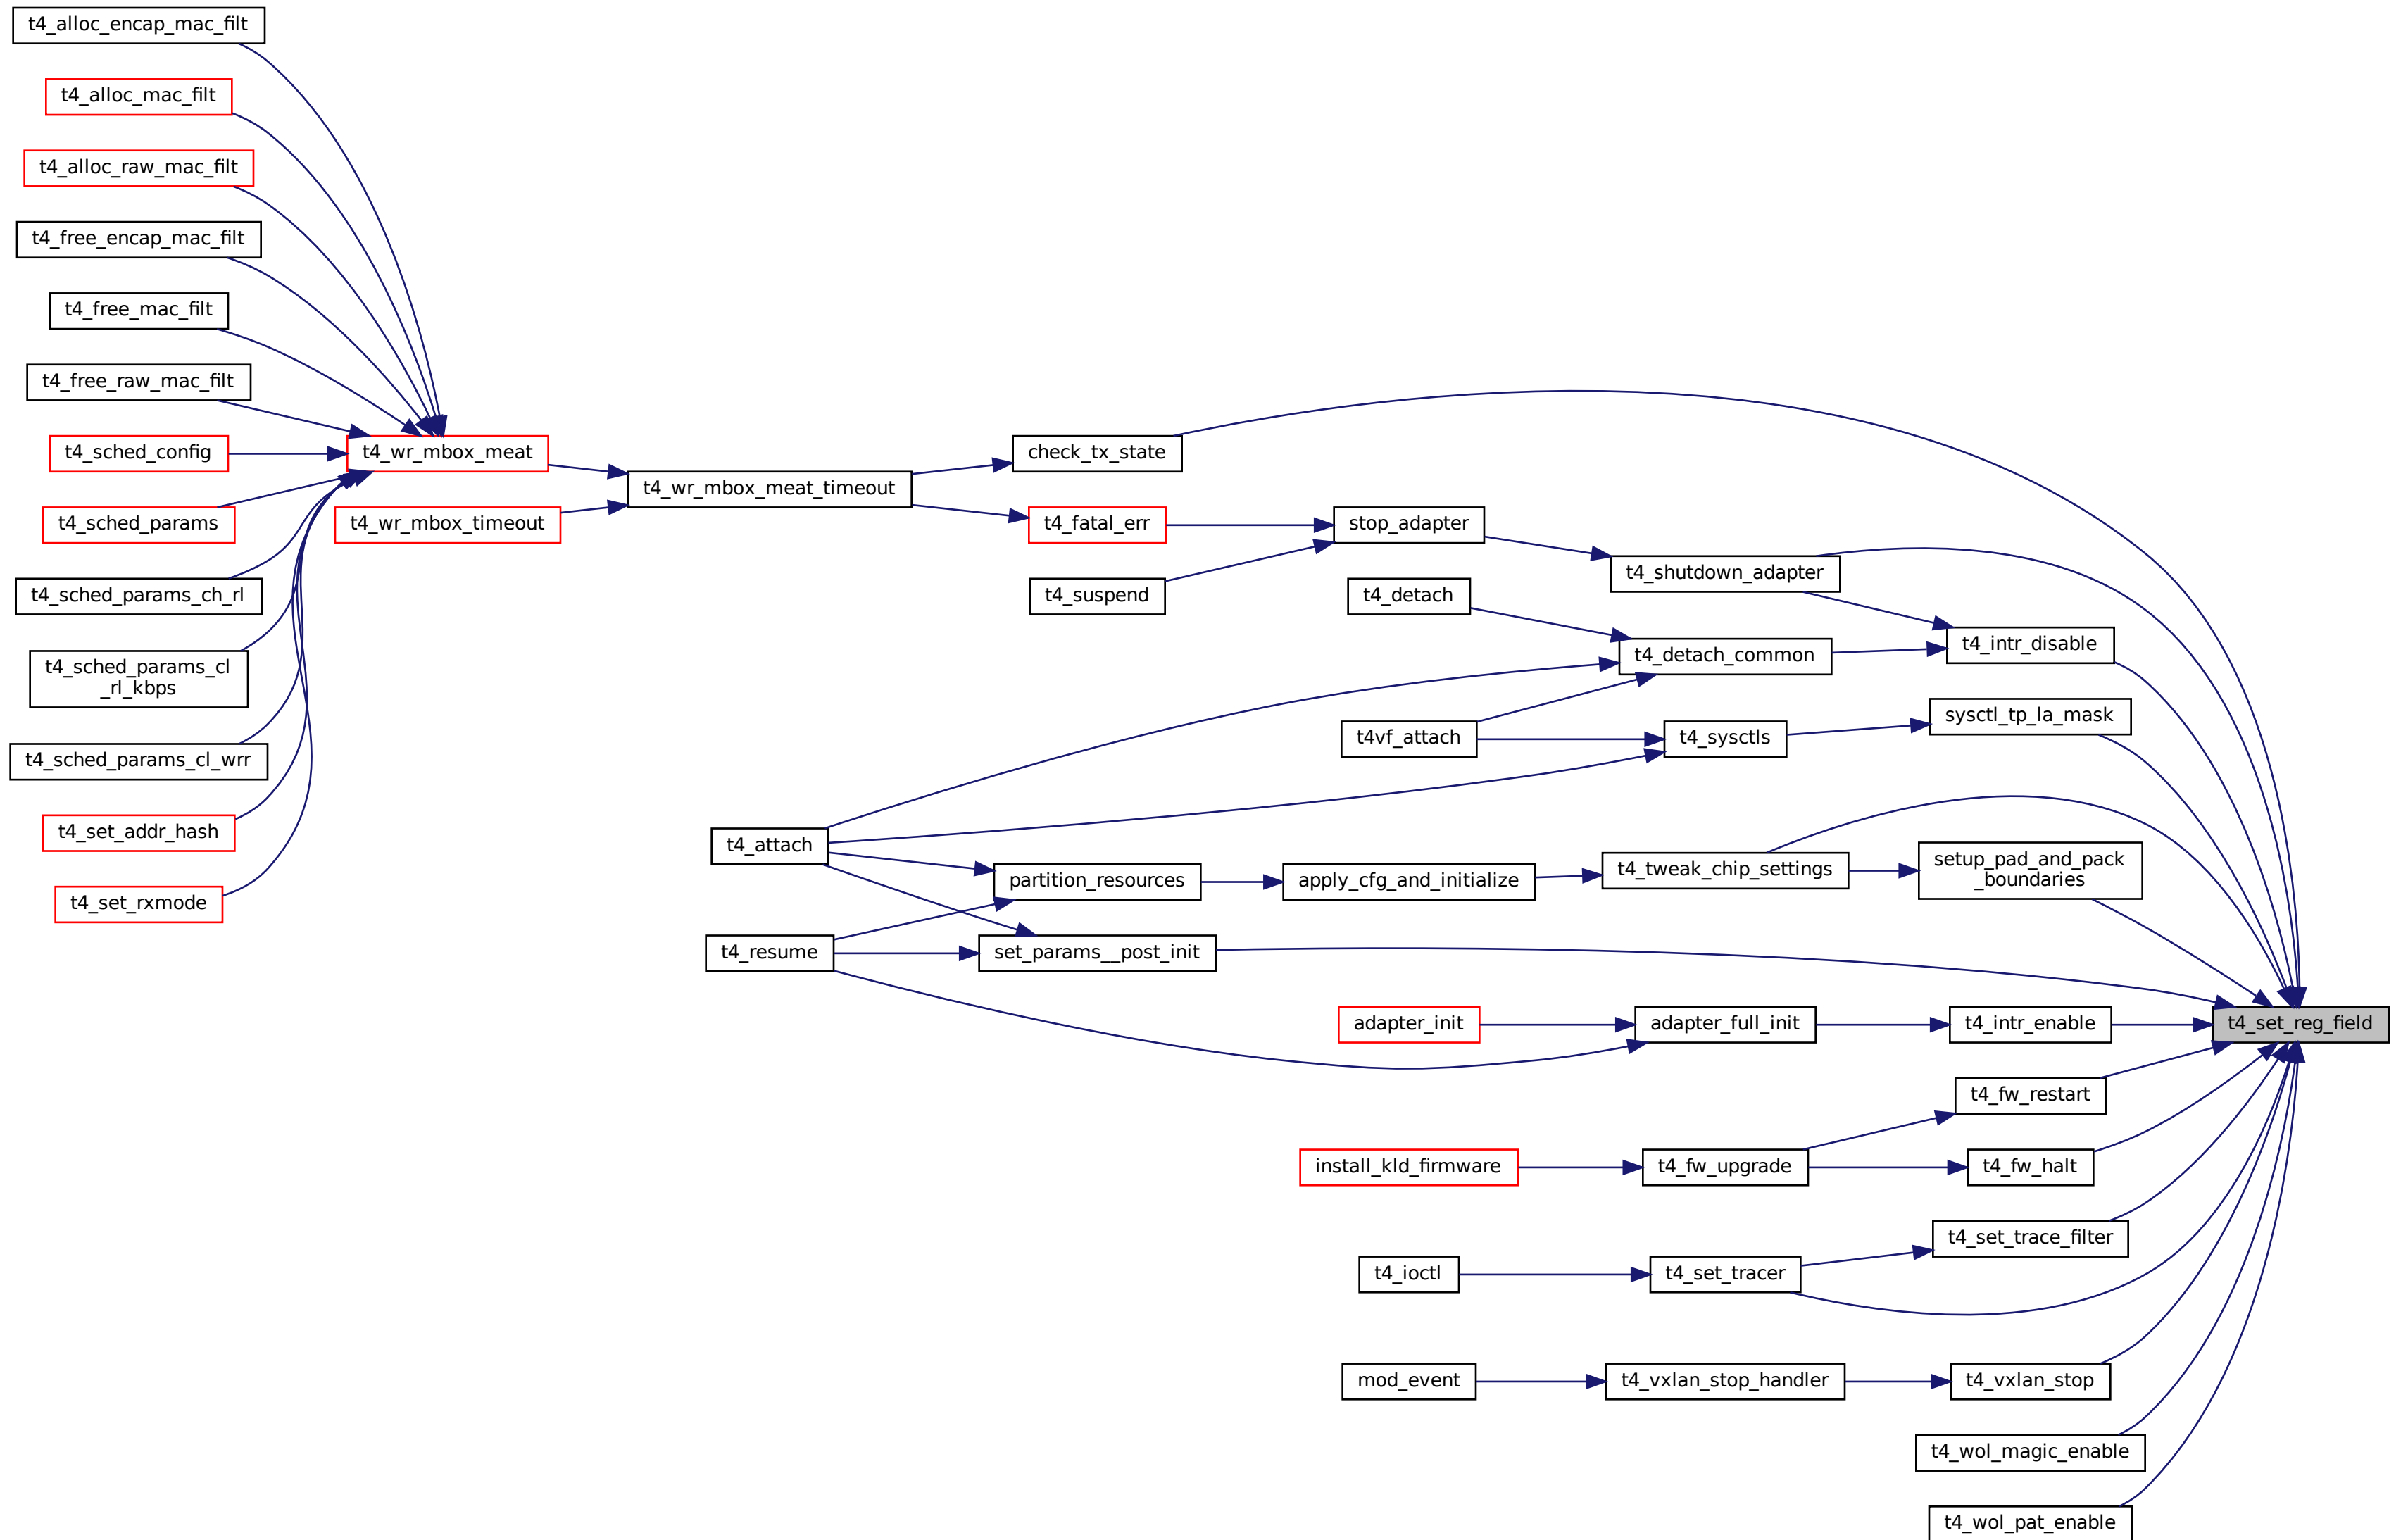 t4_alloc_encap_mac_filt
t4_alloc_mac_filt
t4_alloc_raw_mac_filt
t4_free_encap_mac_filt
t4_free_mac_filt
t4_free_raw_mac_filt
t4_sched_config
t4_sched_params
t4_sched_params_ch_rl
t4_sched_params_cl
_rl_kbps
t4_sched_params_cl_wrr
t4_set_addr_hash
t4_set_rxmode
t4_wr_mbox_meat
t4_wr_mbox_timeout
t4_wr_mbox_meat_timeout
t4_attach
t4_resume
check_tx_state
t4_fatal_err
t4_suspend
partition_resources
set_params__post_init
stop_adapter
t4_detach
t4vf_attach
apply_cfg_and_initialize
adapter_init
install_kld_firmware
t4_ioctl
mod_event
t4_shutdown_adapter
t4_detach_common
t4_sysctls
t4_tweak_chip_settings
adapter_full_init
t4_fw_upgrade
t4_set_tracer
t4_vxlan_stop_handler
t4_intr_disable
sysctl_tp_la_mask
setup_pad_and_pack
_boundaries
t4_intr_enable
t4_fw_restart
t4_fw_halt
t4_set_trace_filter
t4_vxlan_stop
t4_wol_magic_enable
t4_wol_pat_enable
t4_set_reg_field